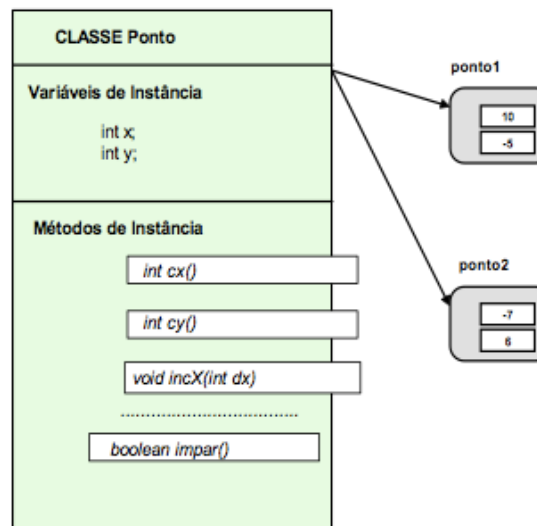 CLASSE Ponto
Variáveis de Instância
int x;
int y;
Métodos de Instância
int cx()
int cy()
void incX(int dx)
....................................
boolean impar()
ponto1
10
-5
ponto2
-7
6